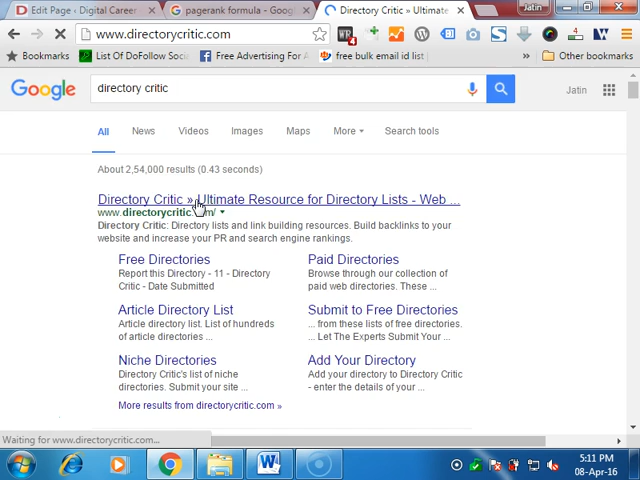 Edit Page ‹ Digital Career
pagerank formula - Goog
Directory Critic » Ultimate
Jatin
www.directorycritic.com
4
Bookmarks
List Of DoFollow Soci
Free Advertising For A
free bulk email id list
»
Other bookmarks
Google
directory critic
Jatin
All
News
Videos
Images
Maps
More
Search tools
About 2,54,000 results (0.43 seconds)
Directory Critic » Ultimate Resource for Directory Lists - Web ...
www.directorycritic.com/
Directory Critic: Directory lists and link building resources. Build backlinks to your
website and increase your PR and search engine rankings.
Free Directories
Report this Directory - 11 - Directory
Critic - Date Submitted
Paid Directories
Browse through our collection of
paid web directories. These ...
Article Directory List
Article directory list. List of hundreds
of article directories ...
Submit to Free Directories
... from these lists of free directories.
... Let The Experts Submit Your ...
Niche Directories
Directory Critic's list of niche
directories. Submit your site ...
Add Your Directory
Add your directory to Directory Critic
- enter the details of your ...
More results from directorycritic.com »
Waiting for www.directorycritic.com...
5:11 PM
08-Apr-16